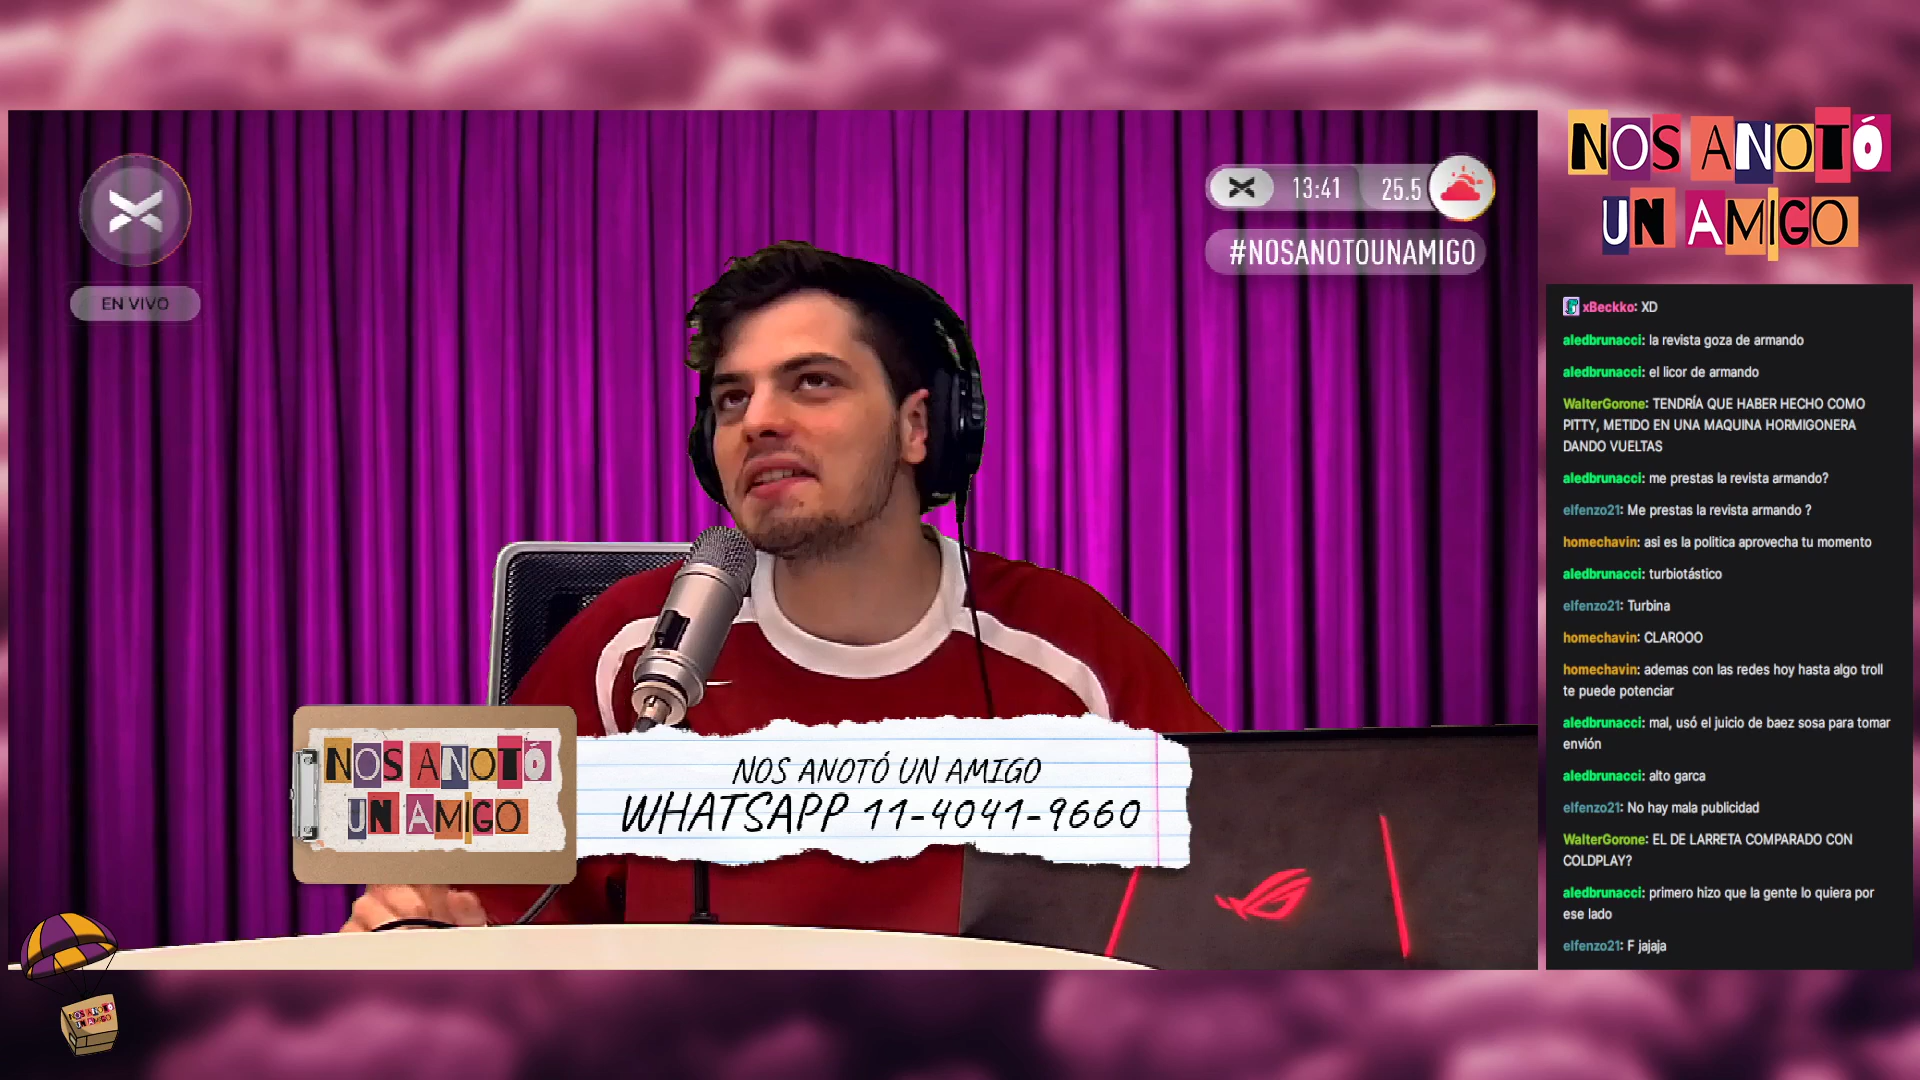 EN VIVO
13:41
25.5
#NOSANOTOUNAMIGO
NOS ANOTÓ
UN AMIGO
NOS ANOTÓ UN AMIGO
WHATSAPP 11-4041-9660
NOS ANOTÓ
UN AMIGO
NOS ANOTÓ
UN AMIGO
xBeckko: XD
aledbrunacci: la revista goza de armando
aledbrunacci: el licor de armando
WalterGorone: TENDRÍA QUE HABER HECHO COMO
PITTY, METIDO EN UNA MAQUINA HORMIGONERA
DANDO VUELTAS
aledbrunacci: me prestas la revista armando?
elfenzo21: Me prestas la revista armando ?
homechavin: asi es la politica aprovecha tu momento
aledbrunacci: turbiotástico
elfenzo21: Turbina
homechavin: CLAROOO
homechavin: ademas con las redes hoy hasta algo troll
te puede potenciar
aledbrunacci: mal, usó el juicio de baez sosa para tomar
envión
aledbrunacci: alto garca
elfenzo21: No hay mala publicidad
WalterGorone: EL DE LARRETA COMPARADO CON
COLDPLAY?
aledbrunacci: primero hizo que la gente lo quiera por
ese lado
elfenzo21: F jajaja